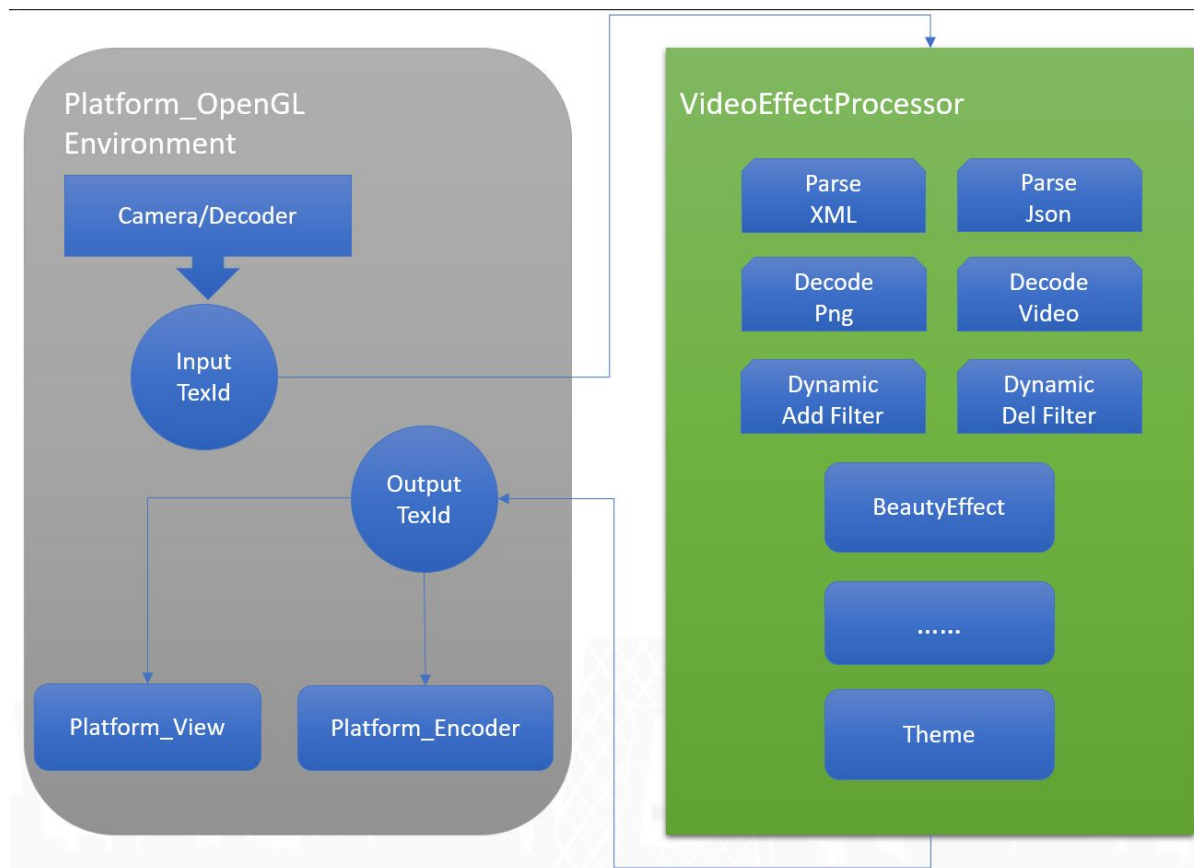 Platform_OpenGL
Environment
Camera/Decoder
Input
TexId
Output
TexId
Platform_View
Platform_Encoder
VideoEffectProcessor
Parse
XML
Parse
Json
Decode
Png
Decode
Video
Dynamic
Add Filter
Dynamic
Del Filter
BeautyEffect
……
Theme